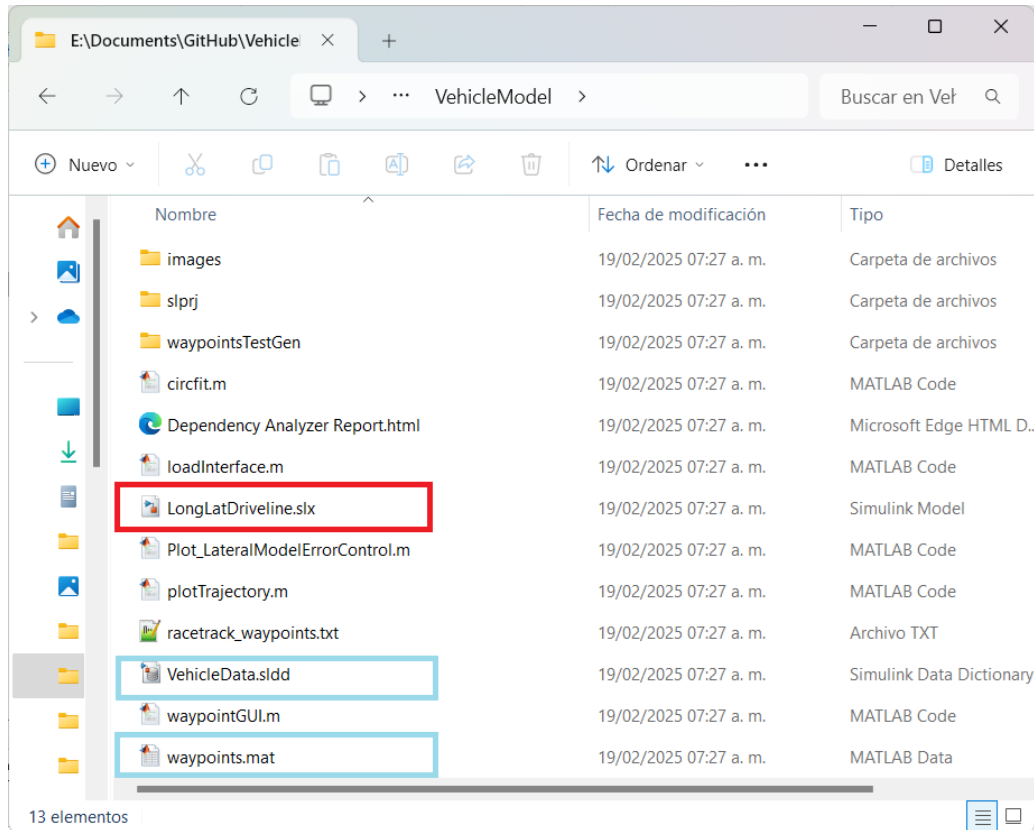 E:\Documents\GitHub\Vehicle
VehicleModel
Buscar en Veh
Nuevo
Ordenar
Detalles
Nombre Fecha de modificación Tipo
images 19/02/2025 07:27 a. m. Carpeta de archivos
slprj 19/02/2025 07:27 a. m. Carpeta de archivos
waypointsTestGen 19/02/2025 07:27 a. m. Carpeta de archivos
circfit.m 19/02/2025 07:27 a. m. MATLAB Code
Dependency Analyzer Report.html 19/02/2025 07:27 a. m. Microsoft Edge HTML D...
loadInterface.m 19/02/2025 07:27 a. m. MATLAB Code
LongLatDriveline.slx 19/02/2025 07:27 a. m. Simulink Model
Plot_LateralModelErrorControl.m 19/02/2025 07:27 a. m. MATLAB Code
plotTrajectory.m 19/02/2025 07:27 a. m. MATLAB Code
racetrack_waypoints.txt 19/02/2025 07:27 a. m. Archivo TXT
VehicleData.sldd 19/02/2025 07:27 a. m. Simulink Data Dictionary
waypointGUI.m 19/02/2025 07:27 a. m. MATLAB Code
waypoints.mat 19/02/2025 07:27 a. m. MATLAB Data
13 elementos